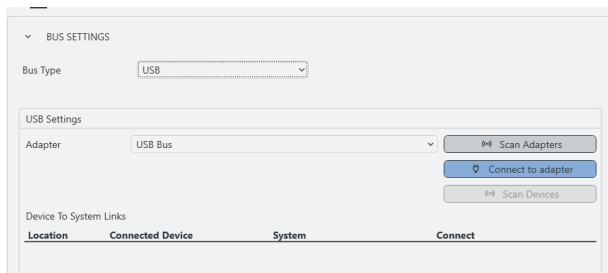 BUS SETTINGS
Bus Type USB
USB Settings
Adapter USB Bus Scan Adapters
Connect to adapter
Scan Devices
Device To System Links
Location Connected Device System Connect